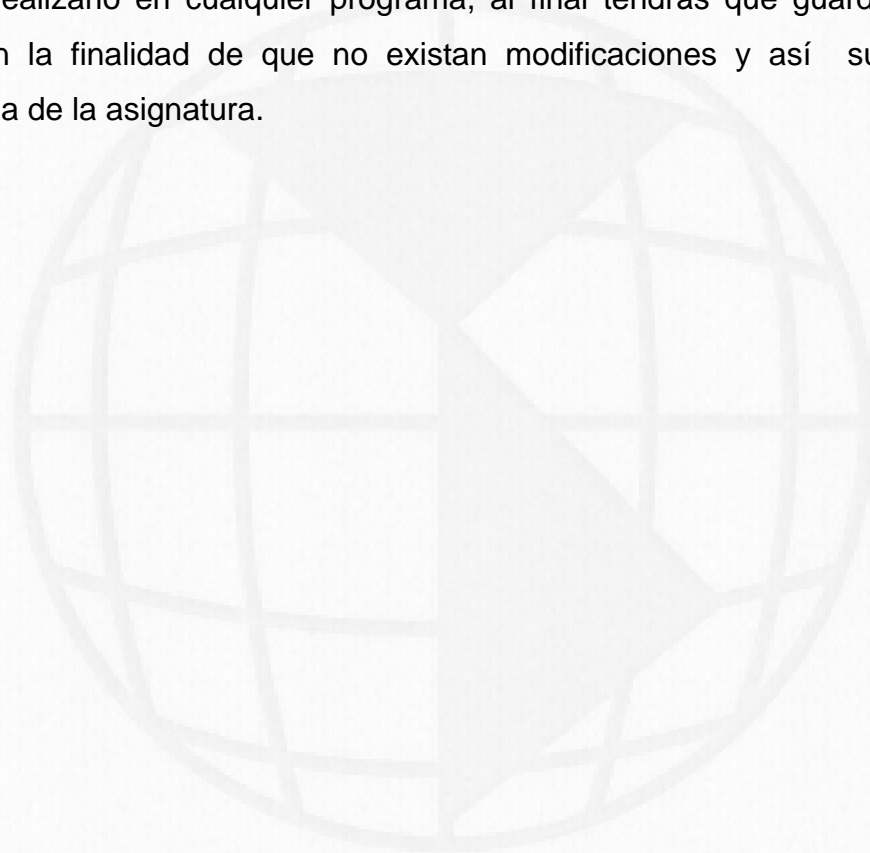 ealizarlo en cualquier programa, al final tendrás que guard
n la finalidad de que no existan modificaciones y así su
a de la asignatura.